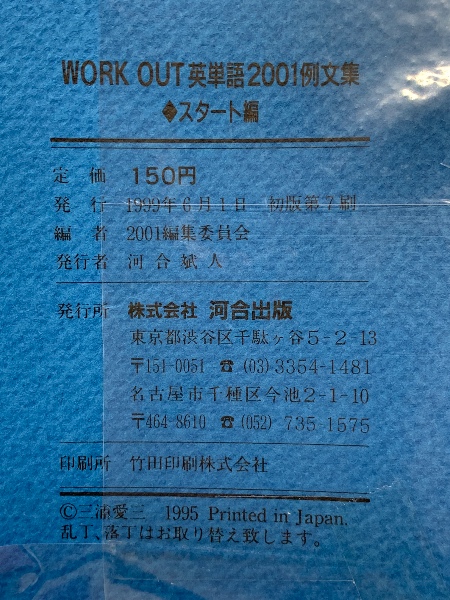 WORK OUT 英単語2001例文集
◆スタート編
定価 150円
発行 1999年6月1日 初版第7刷
編者 2001編集委員会
発行者 河合斌人
発行所 株式会社 河合出版
東京都渋谷区千駄ヶ谷5-2-13
〒151-0051 ☎(03)3354-1481
名古屋市千種区今池2-1-10
〒464-8610 ☎(052)735-1575
印刷所 竹田印刷株式会社
©三浦愛三 1995 Printed in Japan.
乱丁、落丁はお取り替え致します。